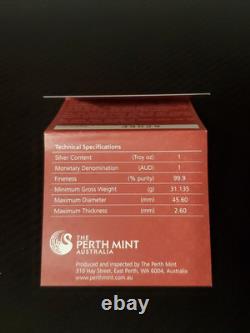 Technical Specifications
Silver Content (Troy oz) 1
Monetary Denomination (AUD) 1
Fineness (% purity) 99.9
Minimum Gross Weight (g) 31.135
Maximum Diameter (mm) 45.60
Maximum Thickness (mm) 2.60
THE
PERTH MINT
AUSTRALIA
Produced and inspected by The Perth Mint
310 Hay Street, East Perth, WA 6004, Australia
www.perthmint.com.au
ebay